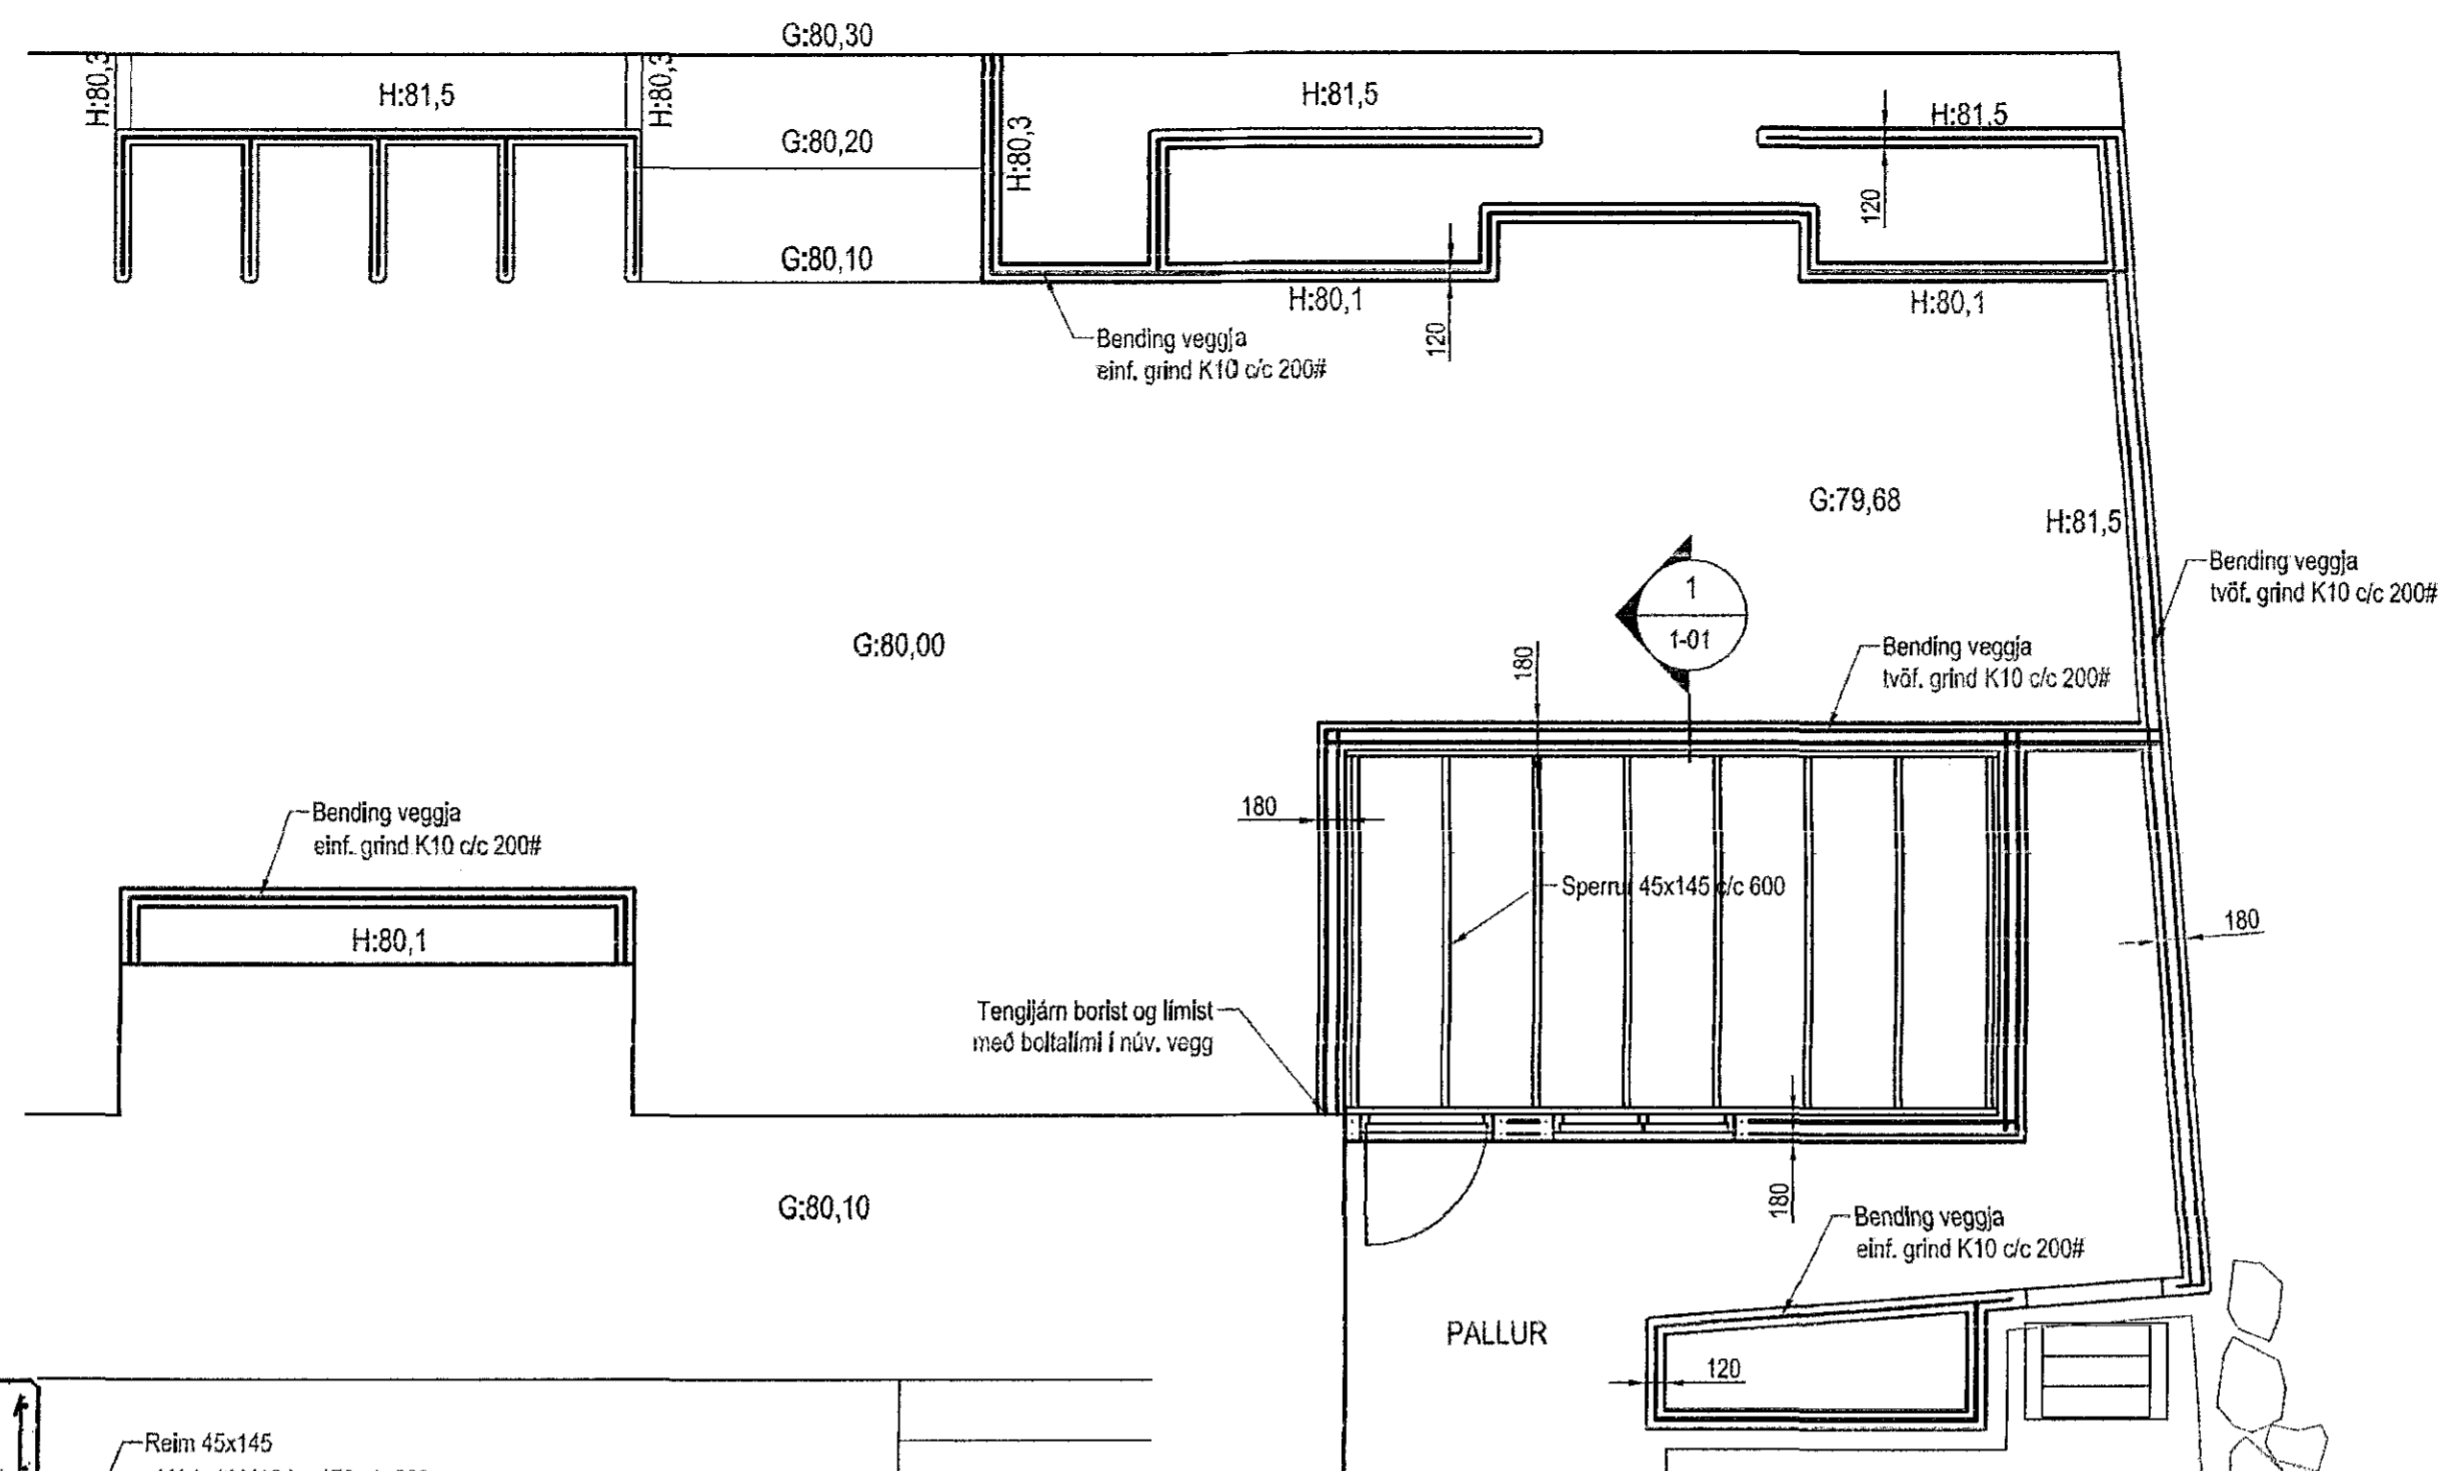 G:80,30
H:80,3
H:81,5
H:80,3
H:81,5
H:81,5
G:80,20
H:80,3
120
G:80,10
H:80,1
H:80,1
120
Bending veggja
einf. grind K10 c/c 200#
G:79,68
H:81,5
Bending veggja
tvöf. grind K10 c/c 200#
1
1-01
G:80,00
180
Bending veggja
tvöf. grind K10 c/c 200#
180
Bending veggja
einf. grind K10 c/c 200#
Sperrur 45x145 c/c 600
H:80,1
180
Tengijárn borist og límist
með boltalími í núv. vegg
G:80,10
180
Bending veggja
einf. grind K10 c/c 200#
PALLUR
120
Reim 45x145